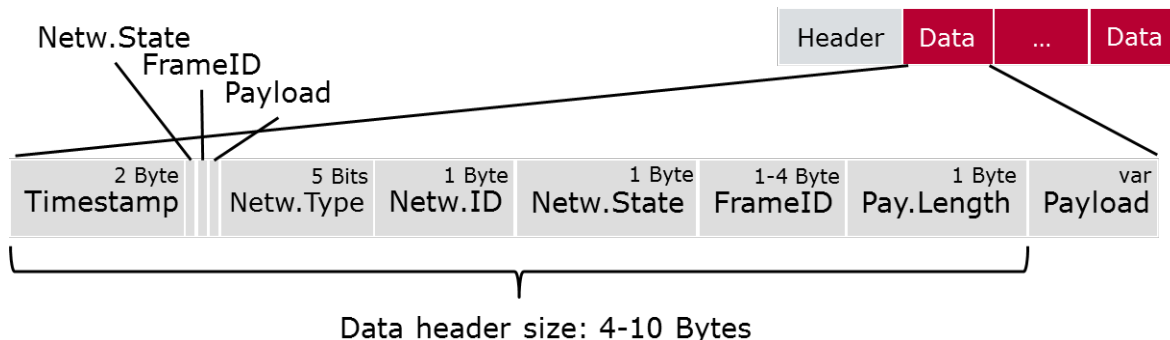 Netw.State
FrameID
Payload
Header Data ... Data
2 Byte 5 Bits 1 Byte 1 Byte 1-4 Byte 1 Byte var
Timestamp Netw.Type Netw.ID Netw.State FrameID Pay.Length Payload
Data header size: 4-10 Bytes